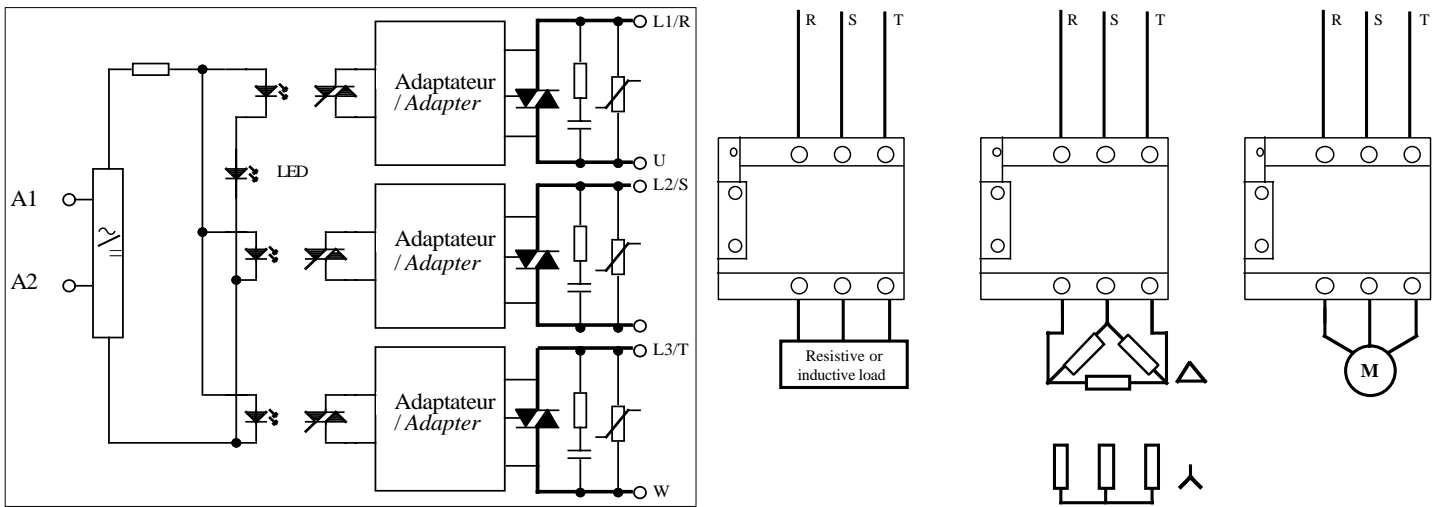 L1/R
Adaptateur
/ Adapter
U
LED
A1
A2
~/=
L2/S
Adaptateur
/Adapter
L3/T
Adaptateur
/ Adapter
W
R S T
Resistive or
inductive load
R S T
R S T
M